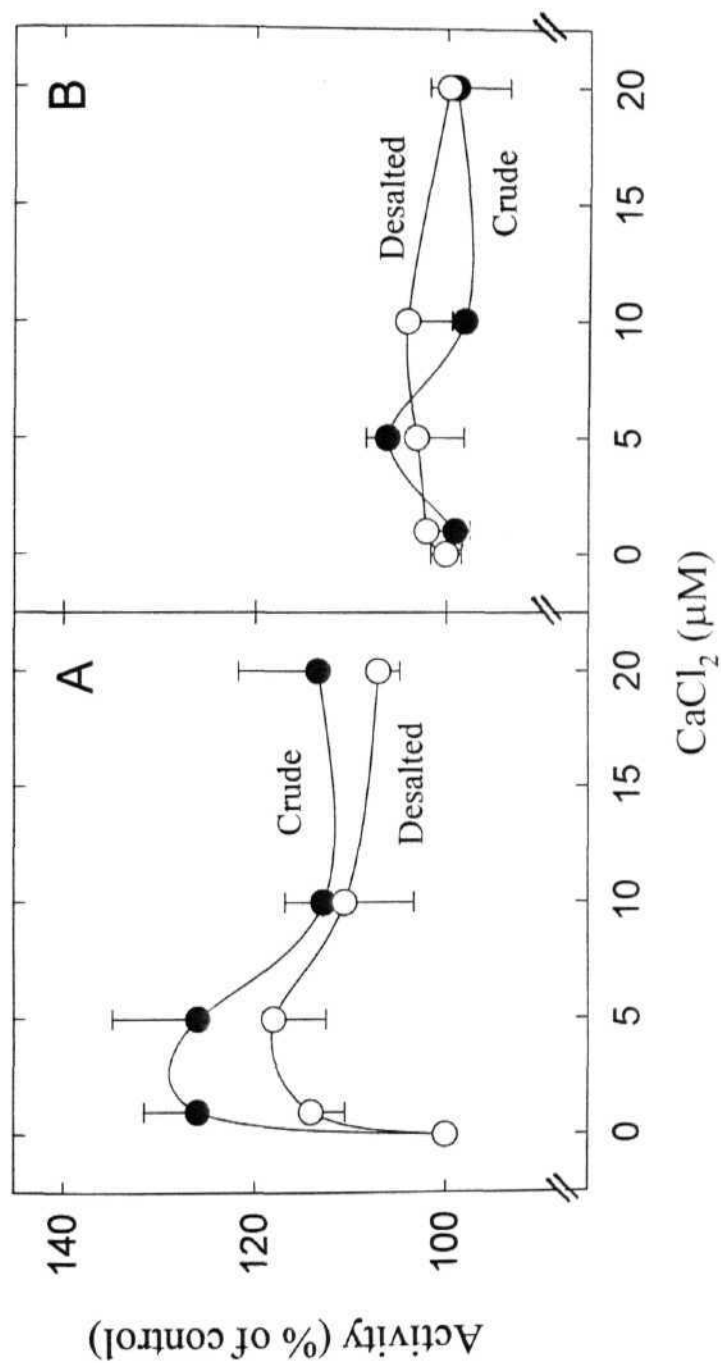 Activity (% of control)
140
120
100
A
Crude
Desalted
0 5 10 15 20
B
Desalted
Crude
0 5 10 15 20
CaCl₂ (μM)